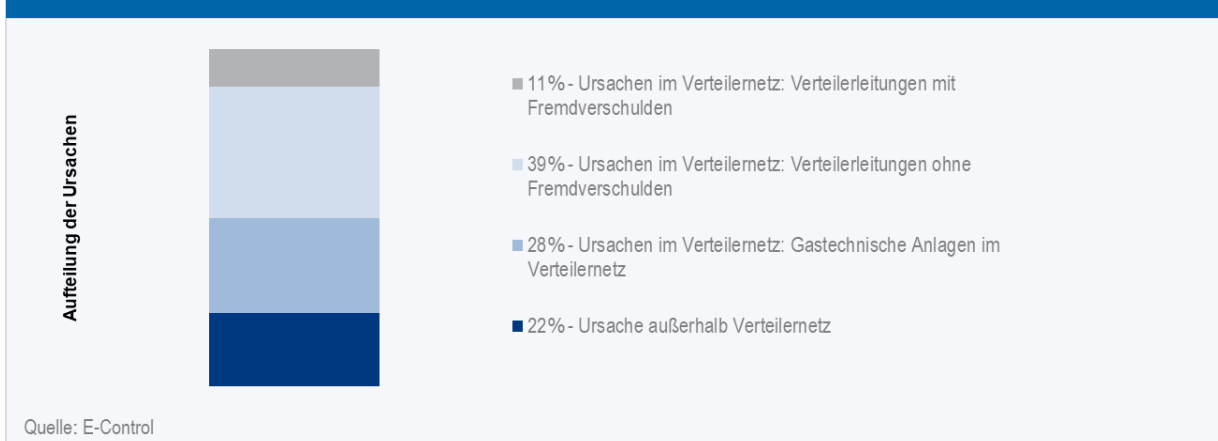 Aufteilung der Ursachen
11% - Ursachen im Verteilernetz: Verteilerleitungen mit
Fremdverschulden
39% - Ursachen im Verteilernetz: Verteilerleitungen ohne
Fremdverschulden
28% - Ursachen im Verteilernetz: Gastechnische Anlagen im
Verteilernetz
22% - Ursache außerhalb Verteilernetz
Quelle: E-Control